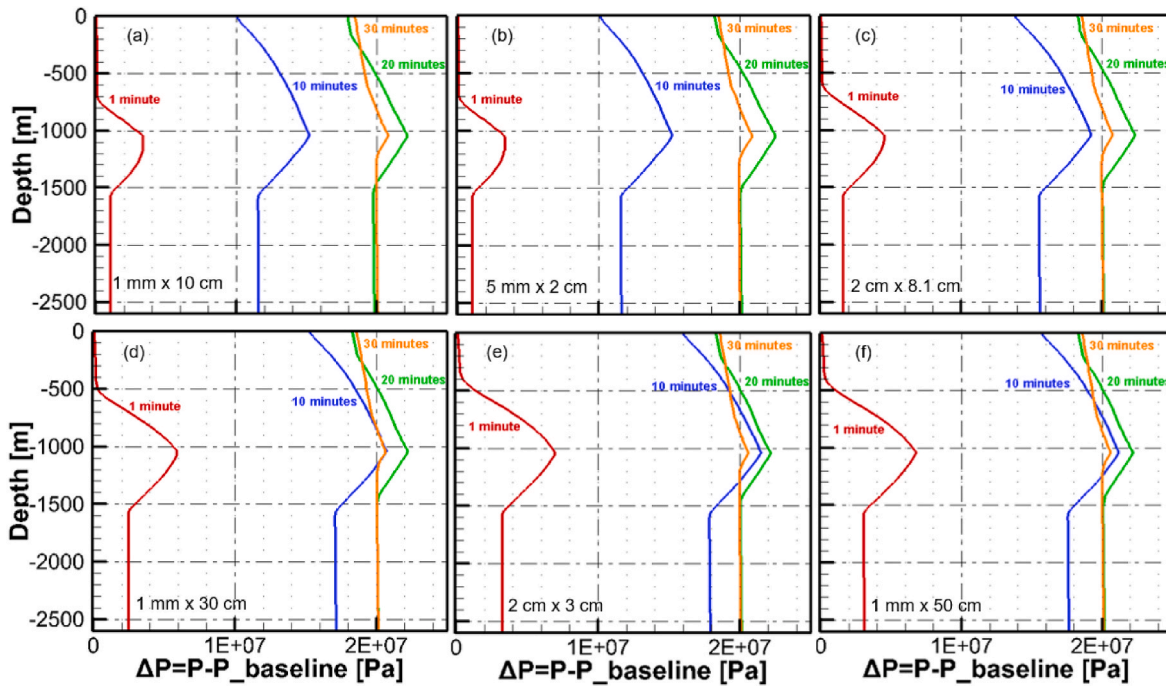 0
-500
-1000
-1500
-2000
-2500
Depth [m]
(a)
1 minute
10 minutes
30 minutes
20 minutes
1 mm x 10 cm
(b)
1 minute
10 minutes
30 minutes
20 minutes
5 mm x 2 cm
(c)
1 minute
10 minutes
30 minutes
20 minutes
2 cm x 8.1 cm
0
-500
-1000
-1500
-2000
-2500
Depth [m]
(d)
1 minute
10 minutes
30 minutes
20 minutes
1 mm x 30 cm
(e)
1 minute
10 minutes
30 minutes
20 minutes
2 cm x 3 cm
(f)
1 minute
10 minutes
30 minutes
20 minutes
1 mm x 50 cm
0 1E+07 2E+07
ΔP=P-P_baseline [Pa]
0 1E+07 2E+07
ΔP=P-P_baseline [Pa]
0 1E+07 2E+07
ΔP=P-P_baseline [Pa]